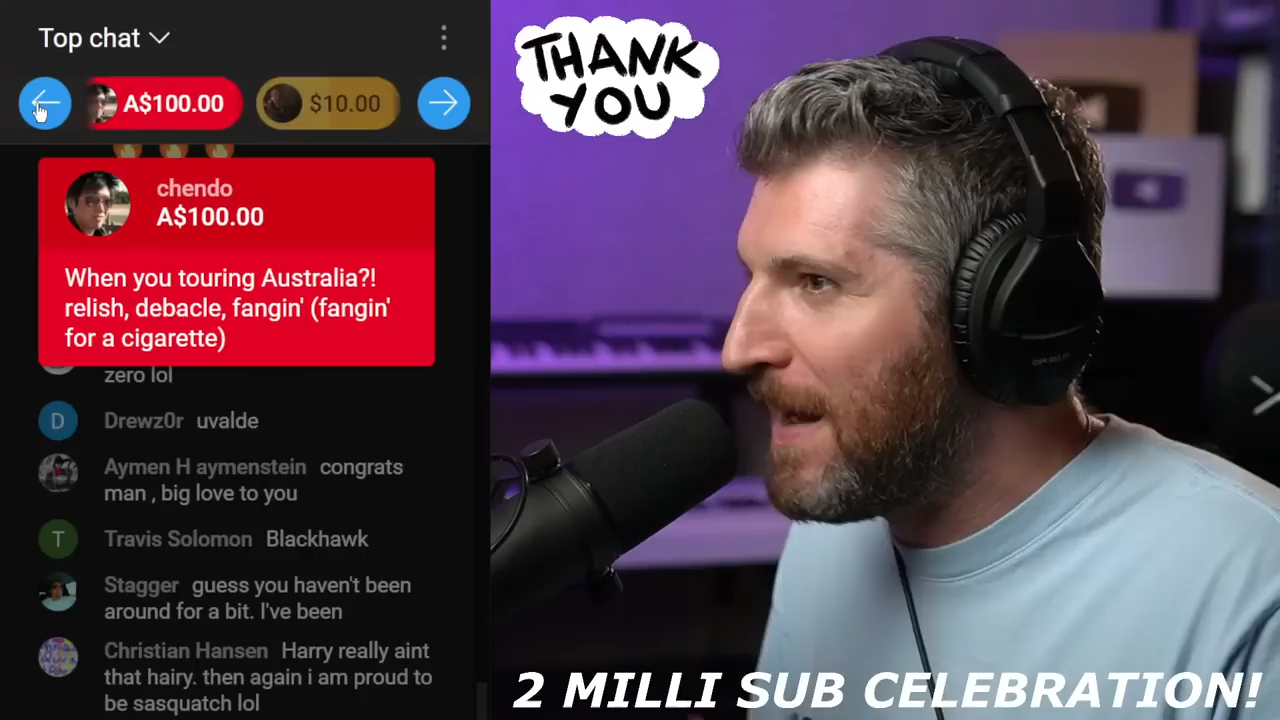 Top chat
A$100.00
$10.00
chendo
A$100.00
When you touring Australia?!
relish, debacle, fangin' (fangin'
for a cigarette)
zero lol
D Drewz0r uvalde
Aymen H aymenstein congrats
man , big love to you
T Travis Solomon Blackhawk
Stagger guess you haven't been
around for a bit. I've been
Christian Hansen Harry really aint
that hairy. then again i am proud to
be sasquatch lol
THANK
YOU
2 MILLI SUB CELEBRATION!